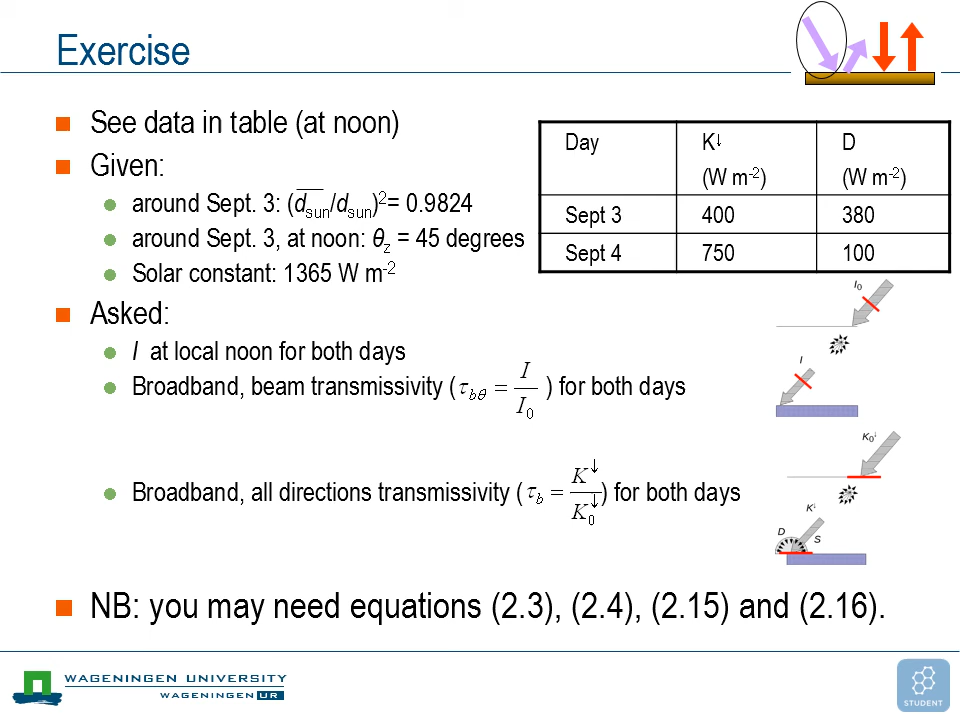 Exercise
See data in table (at noon)
Given:
around Sept. 3: (d̅sun/dsun)²= 0.9824
around Sept. 3, at noon: θz = 45 degrees
Solar constant: 1365 W m-2
Day K↓ D
(W m-2) (W m-2)
Sept 3 400 380
Sept 4 750 100
Asked:
I at local noon for both days
Broadband, beam transmissivity ( τbθ = I / I0 ) for both days
Broadband, all directions transmissivity ( τb = K↓ / K0↓ ) for both days
I0
I
K0↓
K↓
D
S
NB: you may need equations (2.3), (2.4), (2.15) and (2.16).
WAGENINGEN UNIVERSITY
WAGENINGEN UR
STUDENT